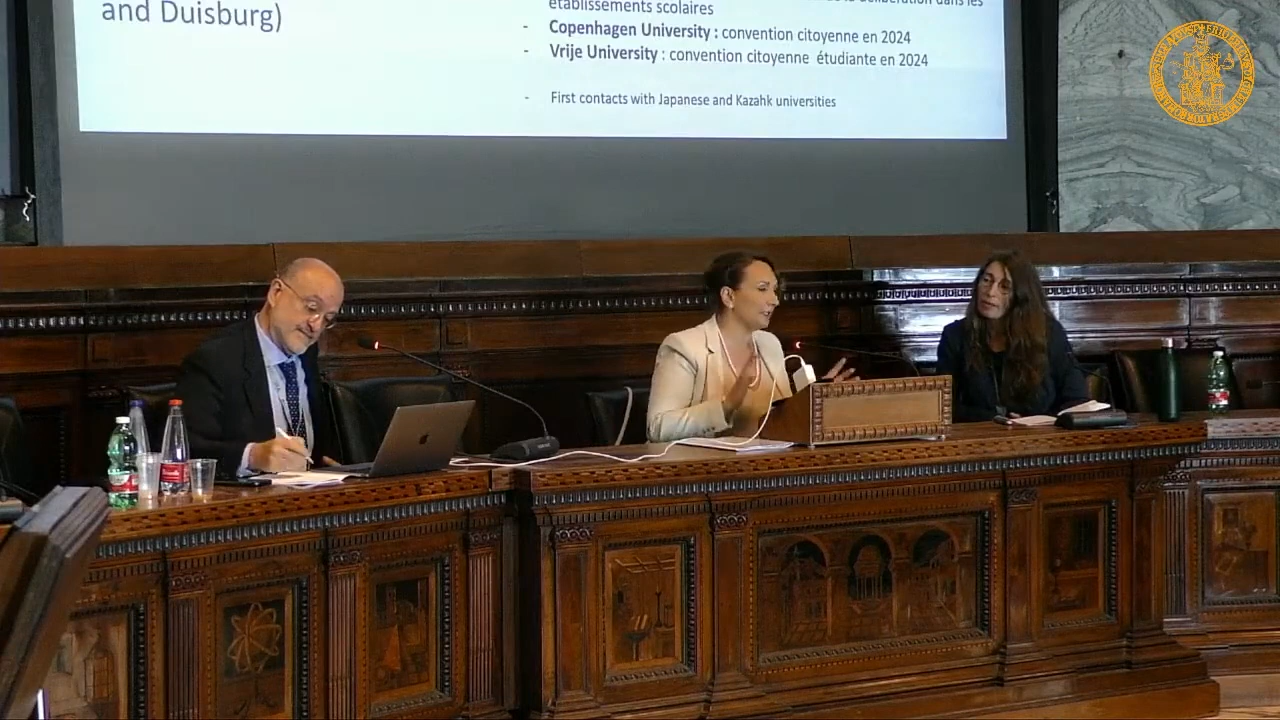 and Duisburg)
établissements scolaires
- Copenhagen University : convention citoyenne en 2024
- Vrije University : convention citoyenne étudiante en 2024
- First contacts with Japanese and Kazahk universities